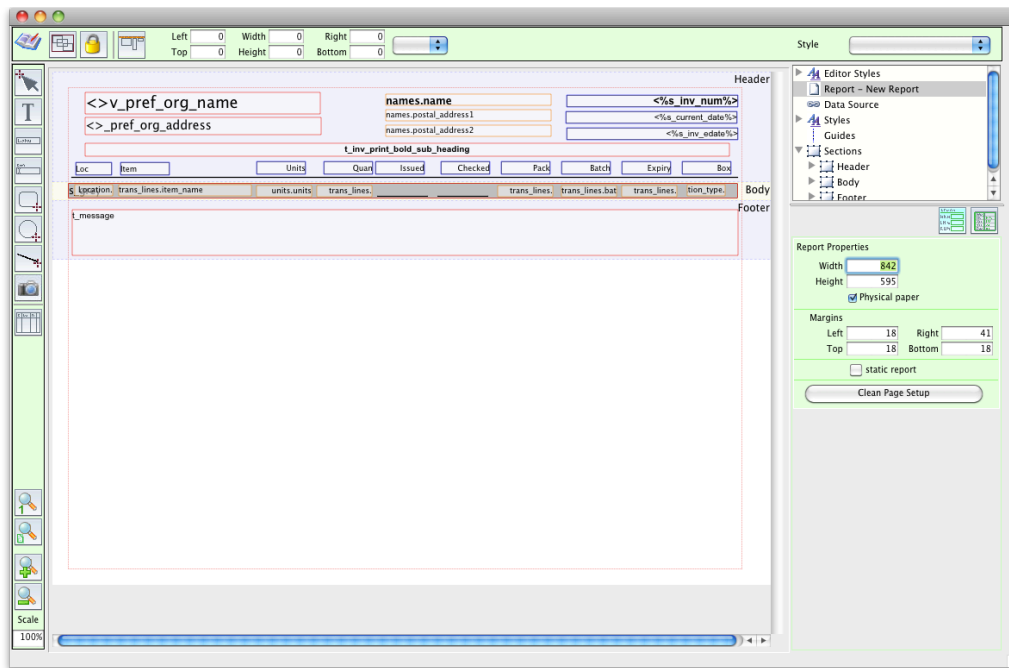 Left 0 Width 0 Right 0
Top 0 Height 0 Bottom 0
Style
Header
<>v_pref_org_name
names.name
<%s_inv_num%>
<>_pref_org_address
names.postal_address1
<%s_current_date%>
names.postal_address2
<%s_inv_edate%>
t_inv_print_bold_sub_heading
Loc Item Units Quan Issued Checked Pack Batch Expiry Box
Location. trans_lines.item_name units.units trans_lines. trans_lines. trans_lines.bat trans_lines. tion_type.
Body
Footer
t_message
T
Scale
100%
Editor Styles
Report - New Report
Data Source
Styles
Guides
Sections
Header
Body
Footer
Report Properties
Width 842
Height 595
Physical paper
Margins
Left 18 Right 41
Top 18 Bottom 18
static report
Clean Page Setup